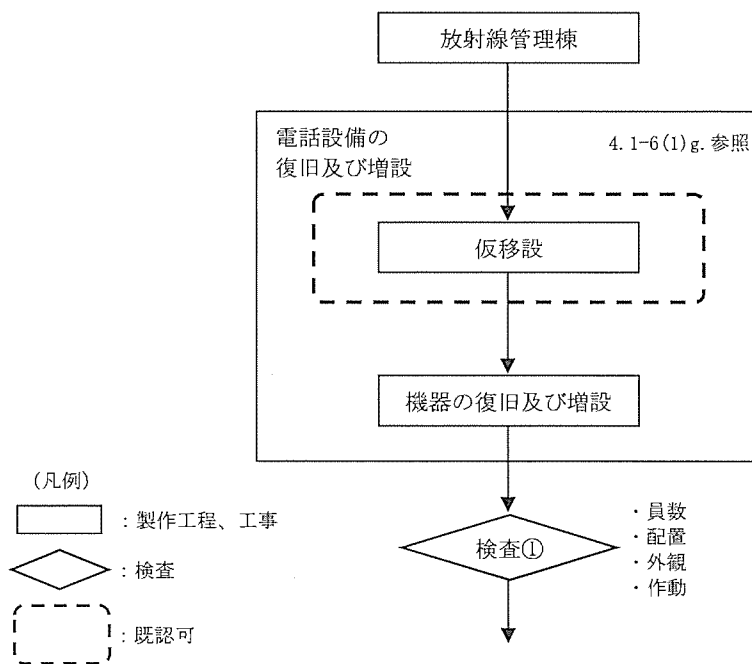 放射線管理棟
電話設備の
復旧及び増設
4.1-6(1)g.参照
仮移設
機器の復旧及び増設
検査①
・員数
・配置
・外観
・作動
(凡例)
：製作工程、工事
：検査
：既認可